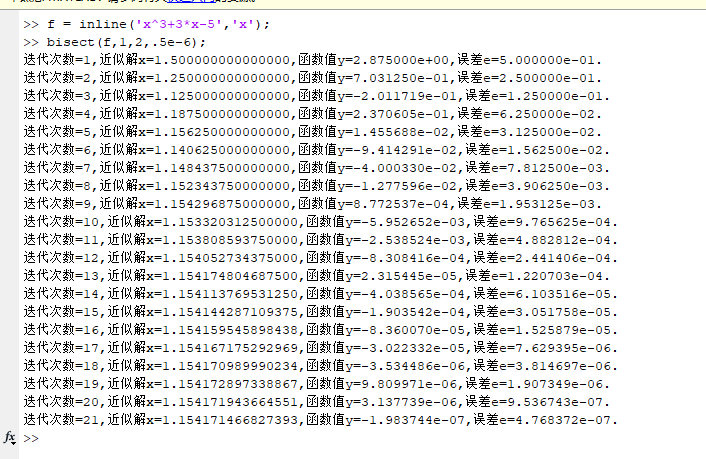 >> f = inline('x^3+3*x-5','x');
>> bisect(f,1,2,.5e-6);
迭代次数=1,近似解x=1.500000000000000,函数值y=2.875000e+00,误差e=5.000000e-01.
迭代次数=2,近似解x=1.250000000000000,函数值y=7.031250e-01,误差e=2.500000e-01.
迭代次数=3,近似解x=1.125000000000000,函数值y=-2.011719e-01,误差e=1.250000e-01.
迭代次数=4,近似解x=1.187500000000000,函数值y=2.370605e-01,误差e=6.250000e-02.
迭代次数=5,近似解x=1.156250000000000,函数值y=1.455688e-02,误差e=3.125000e-02.
迭代次数=6,近似解x=1.140625000000000,函数值y=-9.414291e-02,误差e=1.562500e-02.
迭代次数=7,近似解x=1.148437500000000,函数值y=-4.000330e-02,误差e=7.812500e-03.
迭代次数=8,近似解x=1.152343750000000,函数值y=-1.277596e-02,误差e=3.906250e-03.
迭代次数=9,近似解x=1.154296875000000,函数值y=8.772537e-04,误差e=1.953125e-03.
迭代次数=10,近似解x=1.153320312500000,函数值y=-5.952652e-03,误差e=9.765625e-04.
迭代次数=11,近似解x=1.153808593750000,函数值y=-2.538524e-03,误差e=4.882812e-04.
迭代次数=12,近似解x=1.154052734375000,函数值y=-8.308416e-04,误差e=2.441406e-04.
迭代次数=13,近似解x=1.154174804687500,函数值y=2.315445e-05,误差e=1.220703e-04.
迭代次数=14,近似解x=1.154113769531250,函数值y=-4.038565e-04,误差e=6.103516e-05.
迭代次数=15,近似解x=1.154144287109375,函数值y=-1.903542e-04,误差e=3.051758e-05.
迭代次数=16,近似解x=1.154159545898438,函数值y=-8.360070e-05,误差e=1.525879e-05.
迭代次数=17,近似解x=1.154167175292969,函数值y=-3.022332e-05,误差e=7.629395e-06.
迭代次数=18,近似解x=1.154170989990234,函数值y=-3.534486e-06,误差e=3.814697e-06.
迭代次数=19,近似解x=1.154172897338867,函数值y=9.809971e-06,误差e=1.907349e-06.
迭代次数=20,近似解x=1.154171943664551,函数值y=3.137739e-06,误差e=9.536743e-07.
迭代次数=21,近似解x=1.154171466827393,函数值y=-1.983744e-07,误差e=4.768372e-07.
fx >>